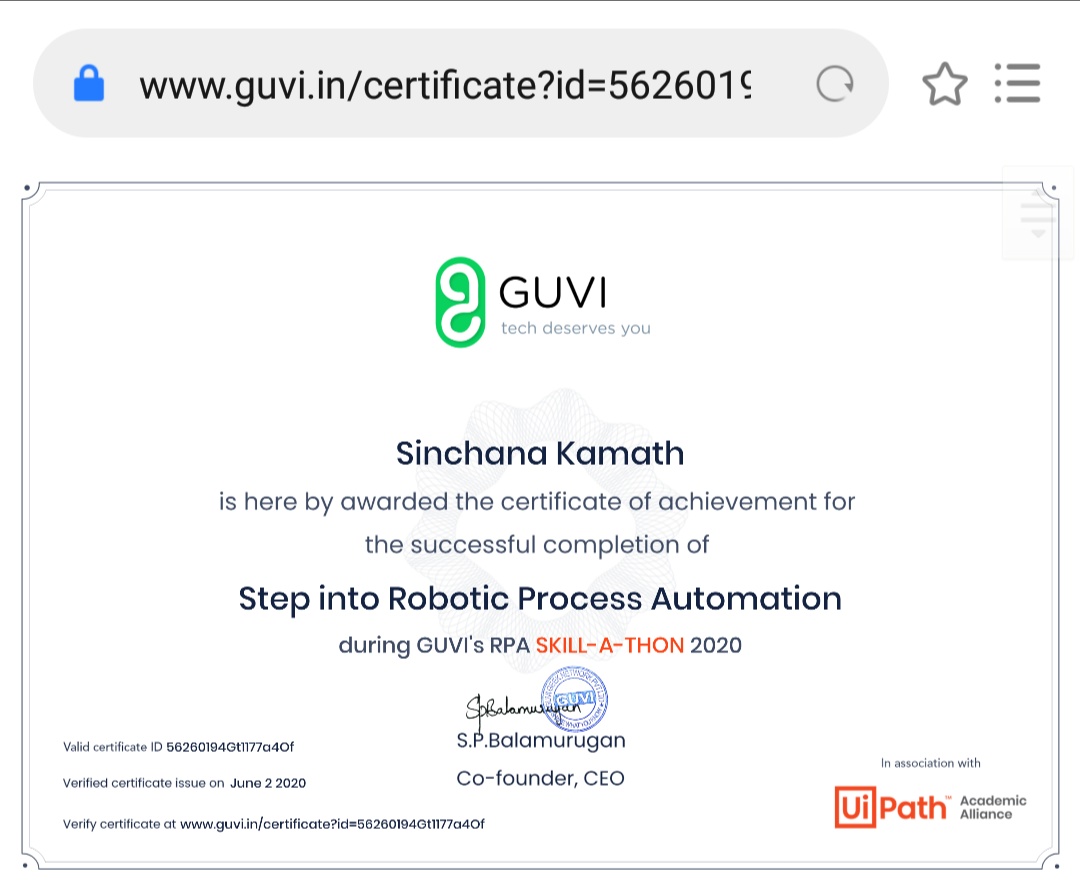 www.guvi.in/certificate?id=5626019
GUVI
tech deserves you
Sinchana Kamath
is here by awarded the certificate of achievement for
the successful completion of
Step into Robotic Process Automation
during GUVI's RPA SKILL-A-THON 2020
SpBalamurugan
GUVI
S.P.Balamurugan
Co-founder, CEO
Valid certificate ID 56260194Gt1177a4Of
Verified certificate issue on June 2 2020
Verify certificate at www.guvi.in/certificate?id=56260194Gt1177a4Of
In association with
UiPath™ Academic
Alliance